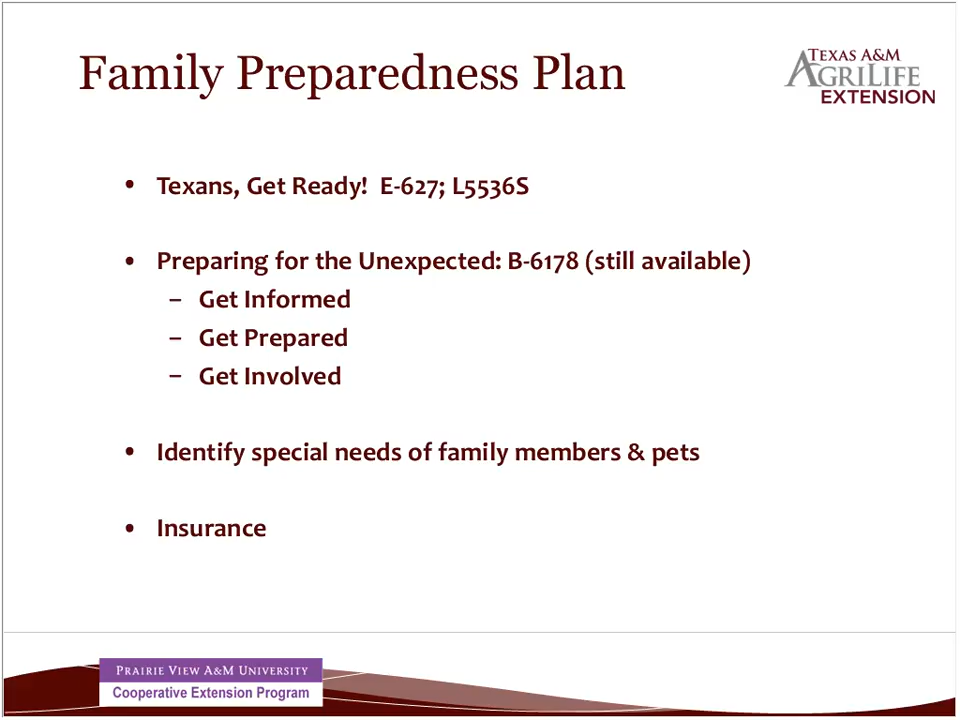 Family Preparedness Plan
TEXAS A&M
AGRILIFE
EXTENSION
• Texans, Get Ready!  E-627; L5536S
• Preparing for the Unexpected: B-6178 (still available)
– Get Informed
– Get Prepared
– Get Involved
• Identify special needs of family members & pets
• Insurance
PRAIRIE VIEW A&M UNIVERSITY
Cooperative Extension Program